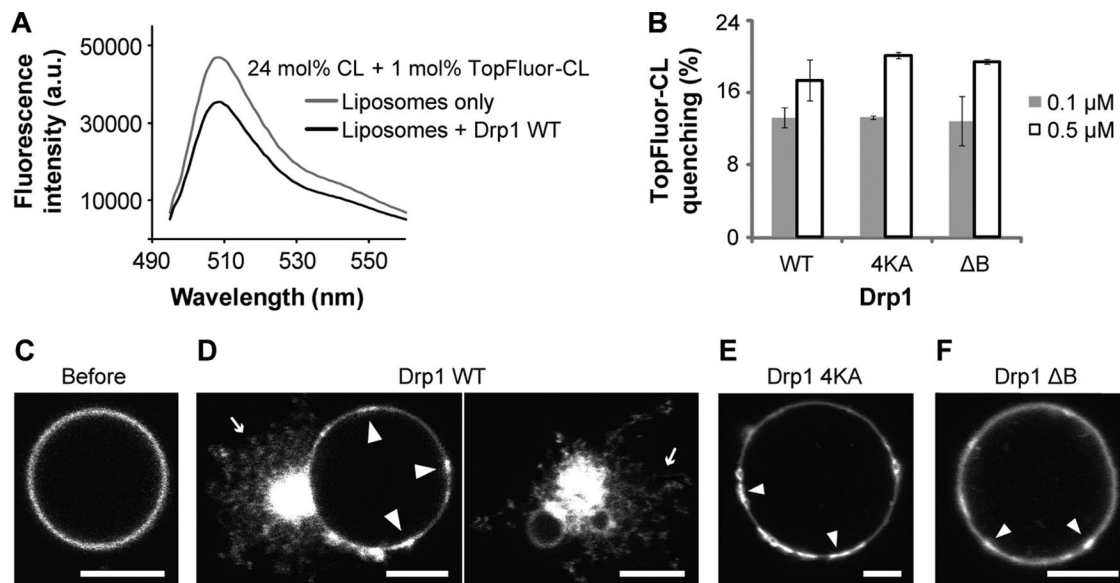 A
Fluorescence
intensity (a.u.)
50000
30000
10000
24 mol% CL + 1 mol% TopFluor-CL
Liposomes only
Liposomes + Drp1 WT
490 510 530 550
Wavelength (nm)
B
TopFluor-CL
quenching (%)
24
16
8
0
0.1 µM
0.5 µM
WT 4KA ΔB
Drp1
C
Before
D
Drp1 WT
E
Drp1 4KA
F
Drp1 ΔB